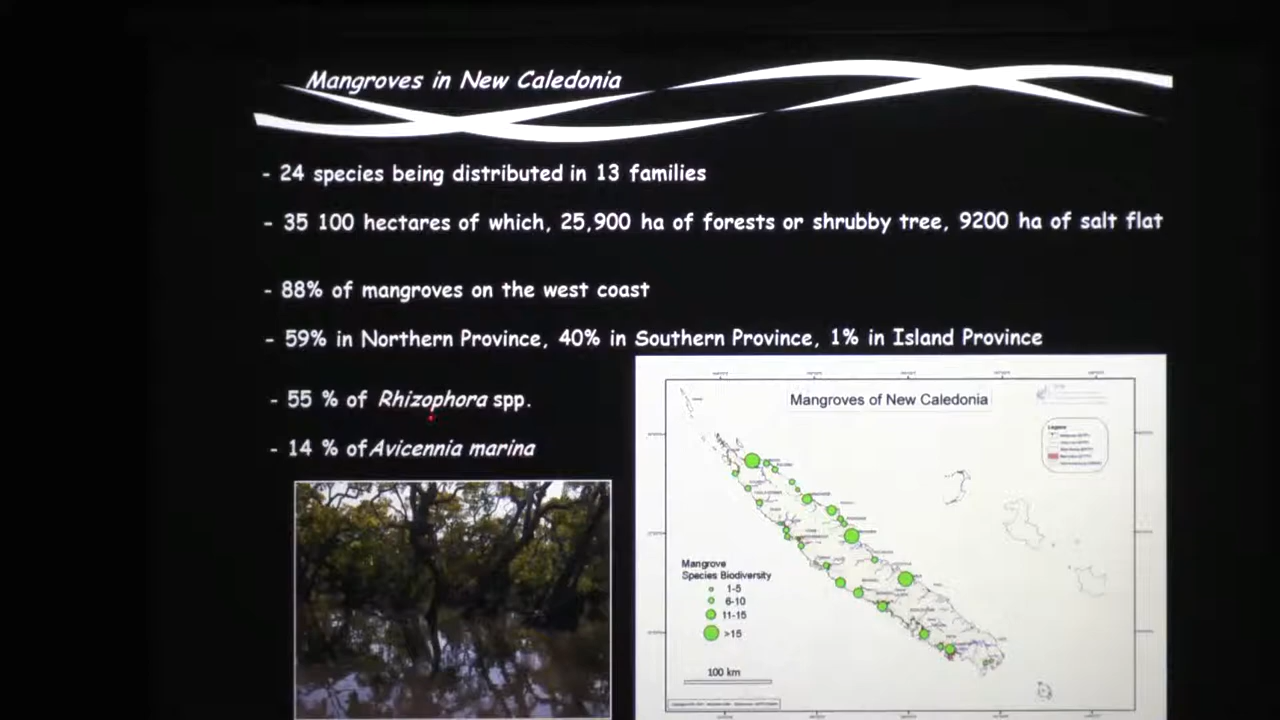 Mangroves in New Caledonia
- 24 species being distributed in 13 families
- 35 100 hectares of which, 25,900 ha of forests or shrubby tree, 9200 ha of salt flat
- 88% of mangroves on the west coast
- 59% in Northern Province, 40% in Southern Province, 1% in Island Province
- 55 % of Rhizophora spp.
- 14 % of Avicennia marina
Mangroves of New Caledonia
Legend
Mangrove
Species Biodiversity
1-5
6-10
11-15
>15
100 km